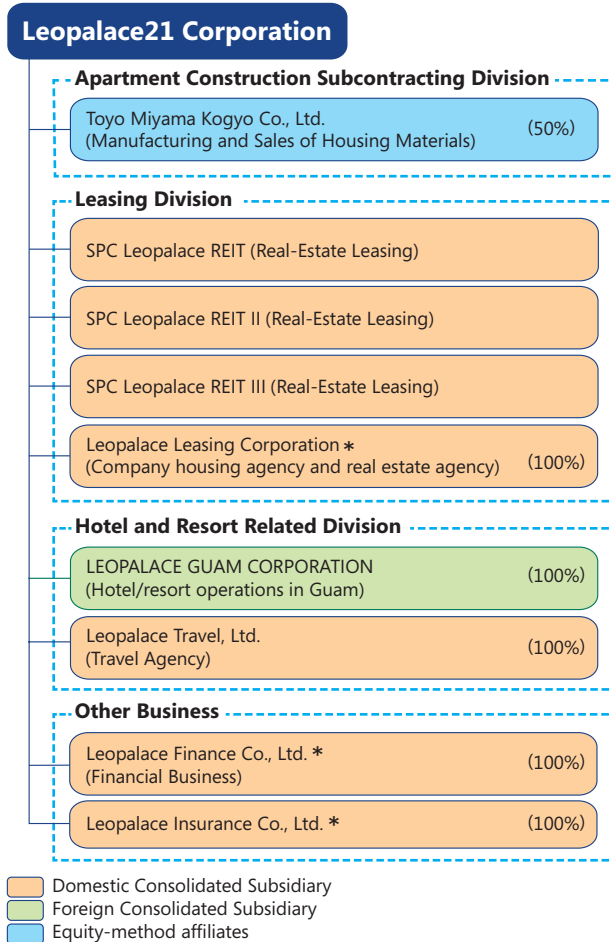 Leopalace21 Corporation
Apartment Construction Subcontracting Division
Toyo Miyama Kogyo Co., Ltd.
(Manufacturing and Sales of Housing Materials)
(50%)
Leasing Division
SPC Leopalace REIT (Real-Estate Leasing)
SPC Leopalace REIT II (Real-Estate Leasing)
SPC Leopalace REIT III (Real-Estate Leasing)
Leopalace Leasing Corporation *
(Company housing agency and real estate agency)
(100%)
Hotel and Resort Related Division
LEOPALACE GUAM CORPORATION
(Hotel/resort operations in Guam)
(100%)
Leopalace Travel, Ltd.
(Travel Agency)
(100%)
Other Business
Leopalace Finance Co., Ltd. *
(Financial Business)
(100%)
Leopalace Insurance Co., Ltd. * (100%)
Domestic Consolidated Subsidiary
Foreign Consolidated Subsidiary
Equity-method affiliates